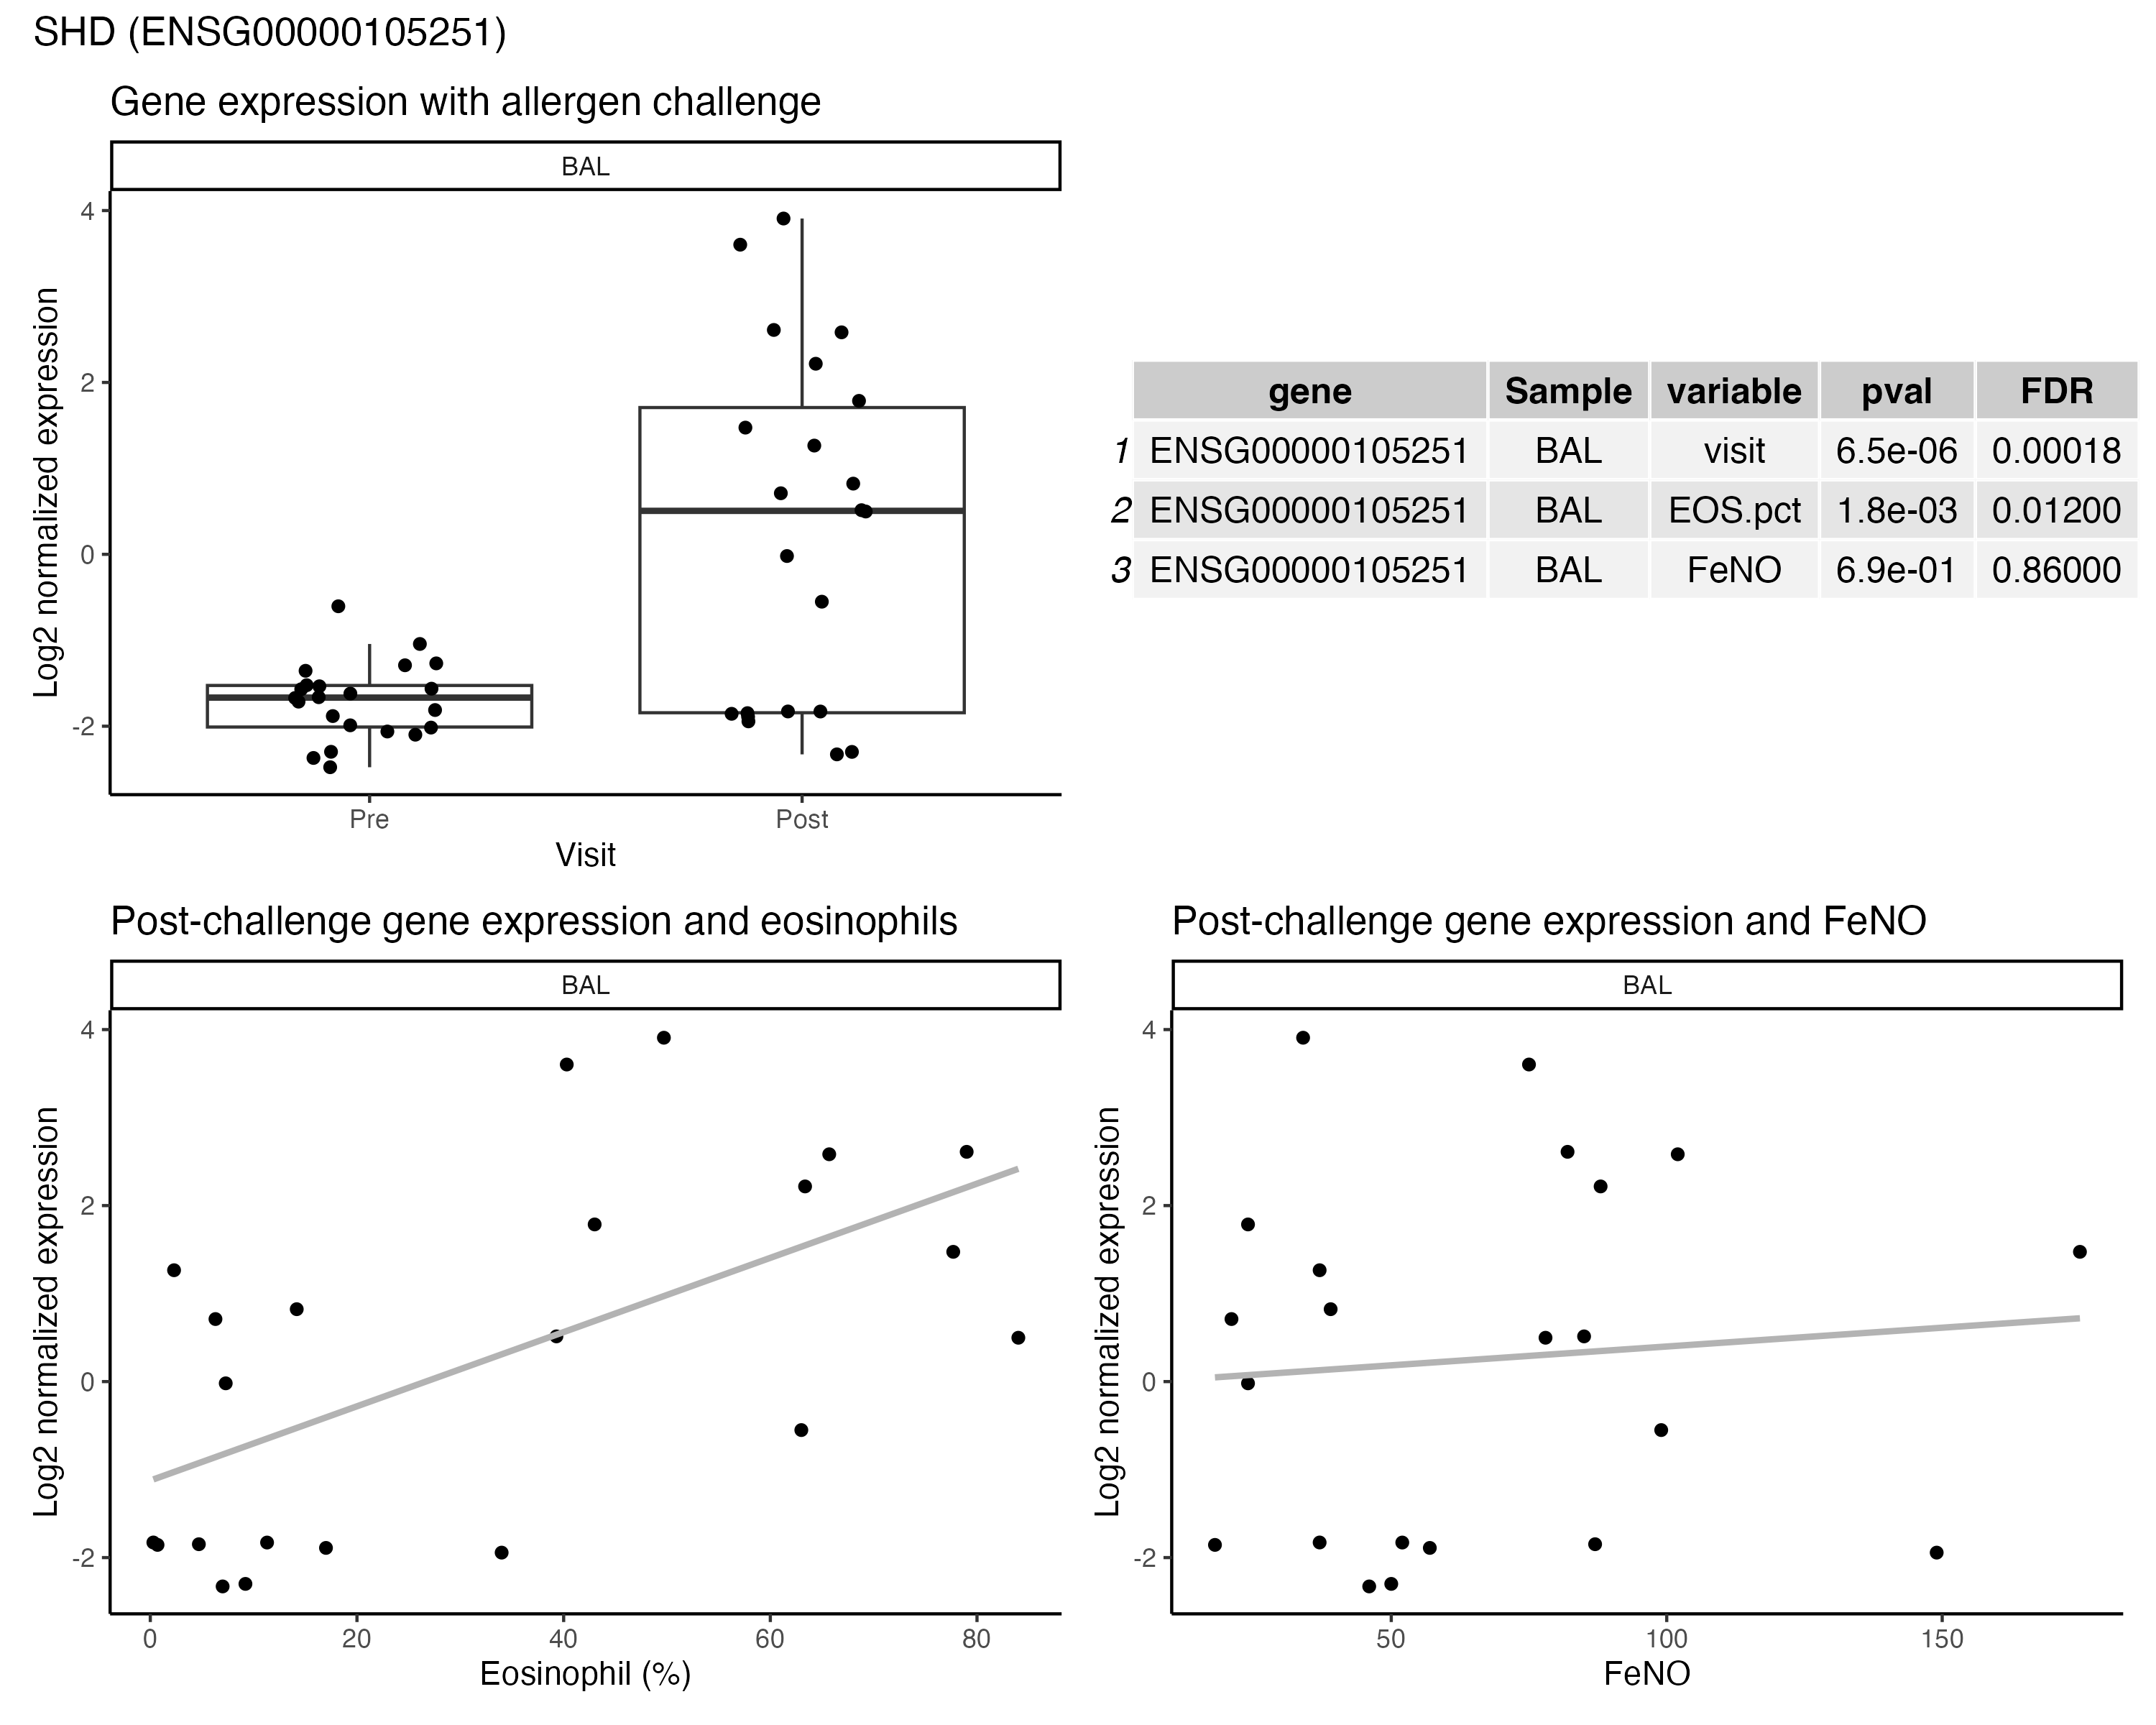 SHD (ENSG00000105251)
Gene expression with allergen challenge
BAL
Log2 normalized expression
4
2
0
-2
Pre Post
Visit
gene Sample variable pval FDR
1 ENSG00000105251 BAL visit 6.5e-06 0.00018
2 ENSG00000105251 BAL EOS.pct 1.8e-03 0.01200
3 ENSG00000105251 BAL FeNO 6.9e-01 0.86000
Post-challenge gene expression and eosinophils
BAL
Log2 normalized expression
4
2
0
-2
0 20 40 60 80
Eosinophil (%)
Post-challenge gene expression and FeNO
BAL
Log2 normalized expression
4
2
0
-2
50 100 150
FeNO